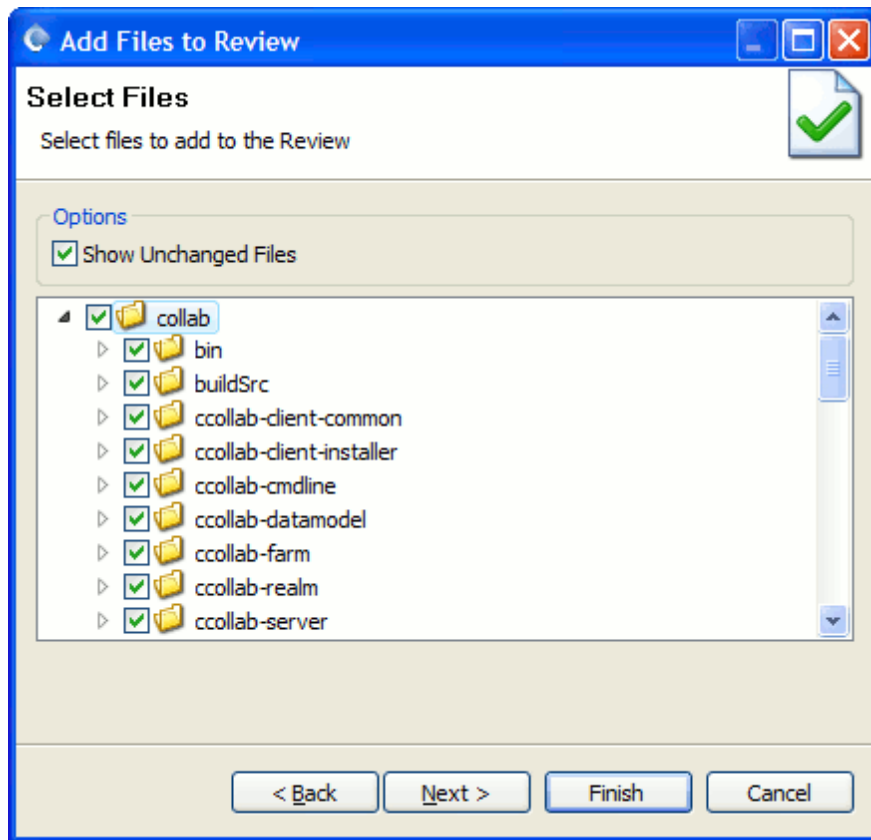 Add Files to Review
Select Files
Select files to add to the Review
Options
Show Unchanged Files
collab
bin
buildSrc
ccollab-client-common
ccollab-client-installer
ccollab-cmdline
ccollab-datamodel
ccollab-farm
ccollab-realm
ccollab-server
< Back Next > Finish Cancel